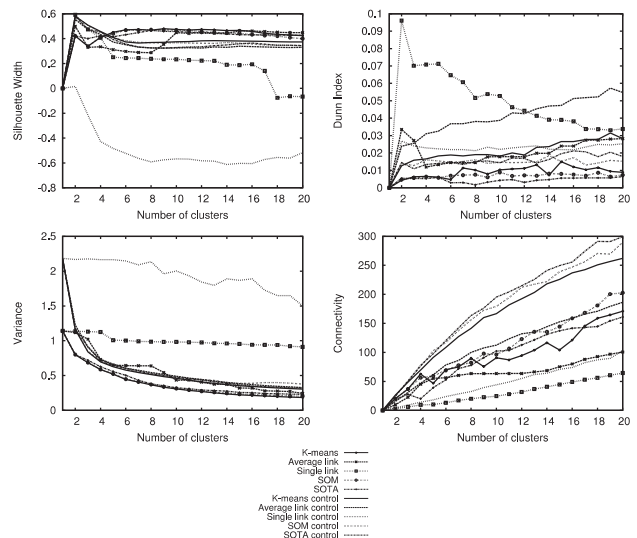 0.6
0.4
0.2
0
0.2
0.4
0.6
0.8
Silhouette Width
2 4 6 8 10 12 14 16 18 20
Number of clusters
0.1
0.09
0.08
0.07
0.06
0.05
0.04
0.03
0.02
0.01
0
Dunn Index
2 4 6 8 10 12 14 16 18 20
Number of clusters
2.5
2
1.5
1
0.5
0
Variance
2 4 6 8 10 12 14 16 18 20
Number of clusters
300
250
200
150
100
50
0
Connectivity
2 4 6 8 10 12 14 16 18 20
Number of clusters
K-means
Average link
Single link
SOM
SOTA
K-means control
Average link control
Single link control
SOM control
SOTA control